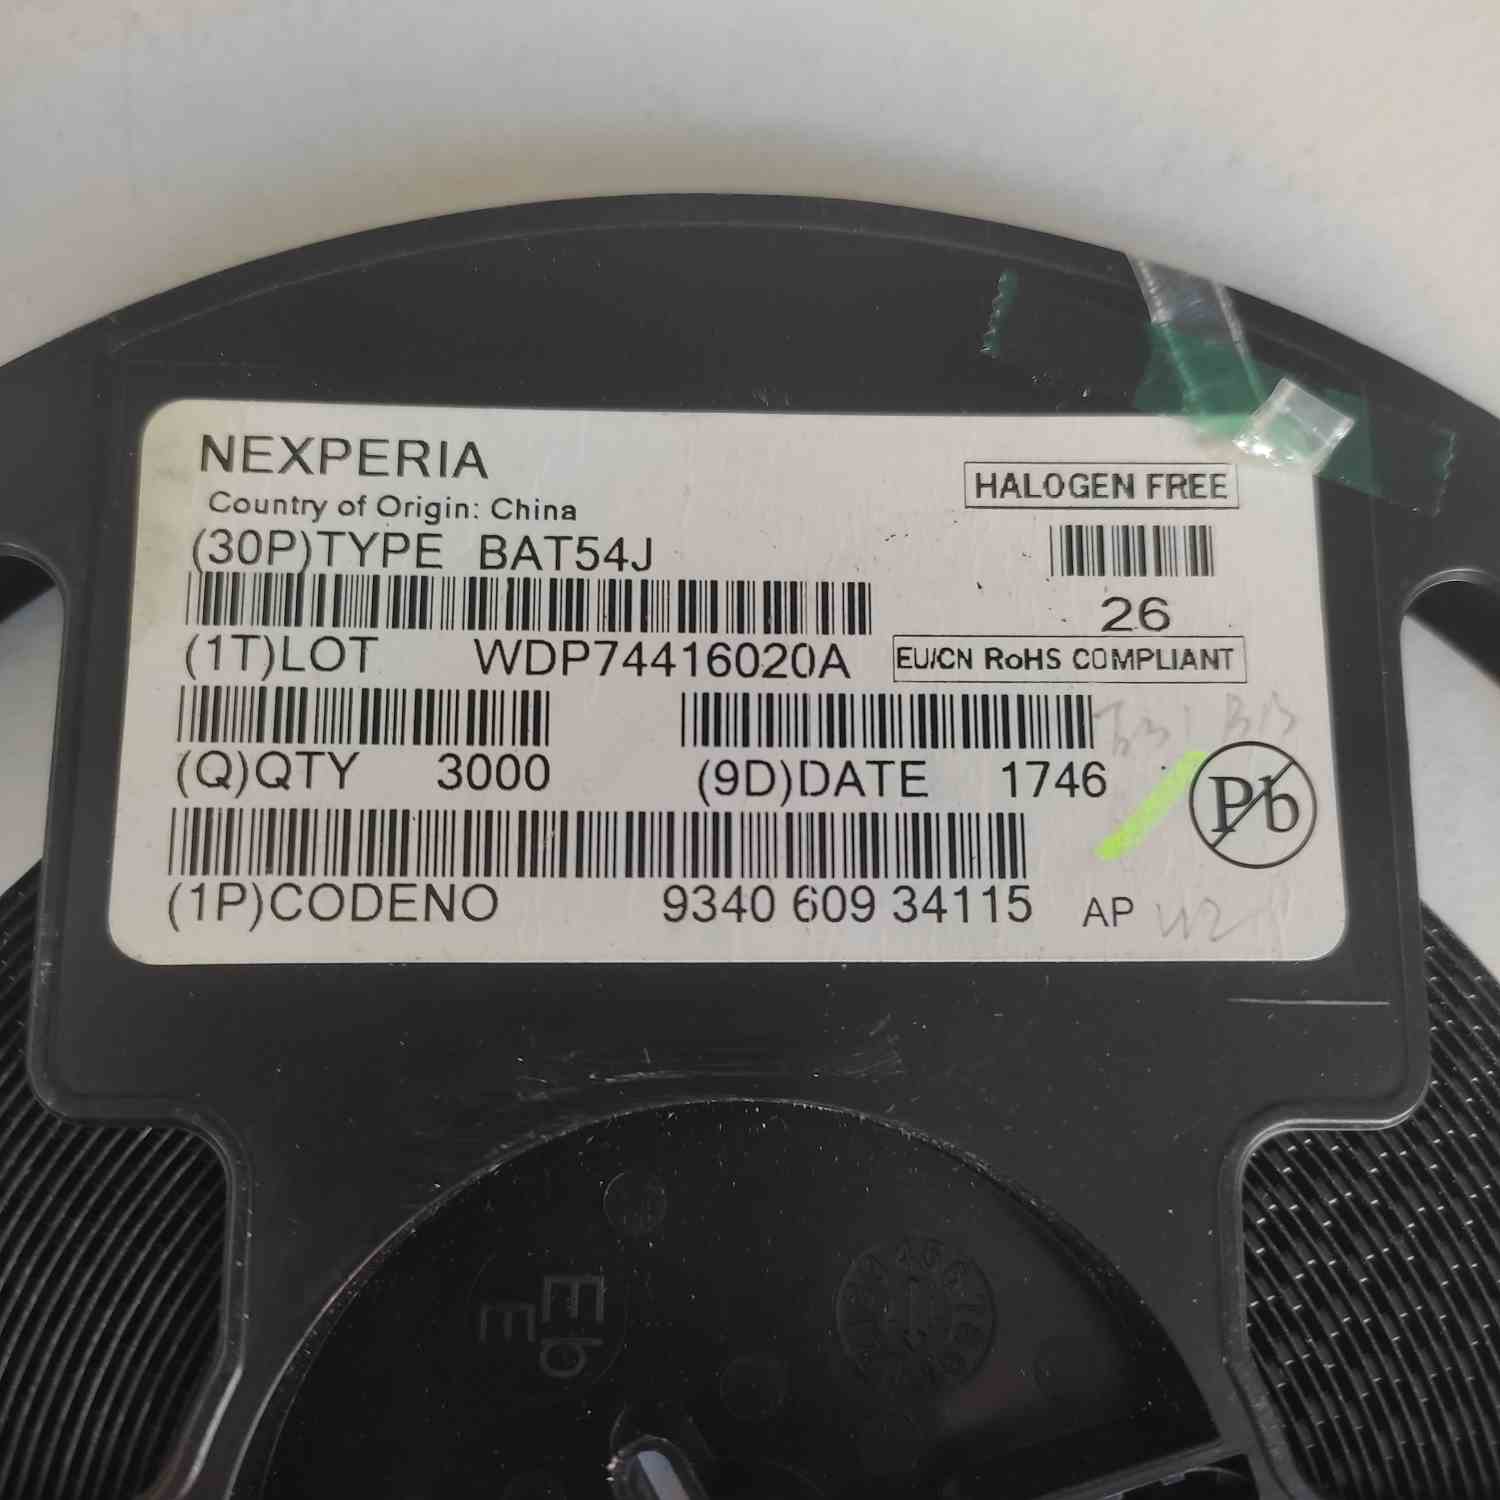 NEXPERIA
Country of Origin: China
HALOGEN FREE
(30P)TYPE BAT54J
26
(1T)LOT WDP74416020A
EU/CN RoHS COMPLIANT
(Q)QTY 3000
(9D)DATE 1746
Pb
(1P)CODENO 9340 609 34115
AP